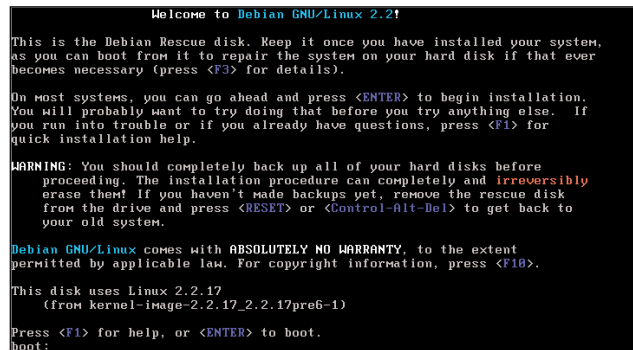 Welcome to Debian GNU/Linux 2.2!
This is the Debian Rescue disk. Keep it once you have installed your system,
as you can boot from it to repair the system on your hard disk if that ever
becomes necessary (press <F3> for details).
On most systems, you can go ahead and press <ENTER> to begin installation.
You will probably want to try doing that before you try anything else.  If
you run into trouble or if you already have questions, press <F1> for
quick installation help.
WARNING: You should completely back up all of your hard disks before
proceeding. The installation procedure can completely and irreversibly
erase them! If you haven't made backups yet, remove the rescue disk
from the drive and press <RESET> or <Control-Alt-Del> to get back to
your old system.
Debian GNU/Linux comes with ABSOLUTELY NO WARRANTY, to the extent
permitted by applicable law. For copyright information, press <F10>.
This disk uses Linux 2.2.17
(from kernel-image-2.2.17_2.2.17pre6-1)
Press <F1> for help, or <ENTER> to boot.
boot: